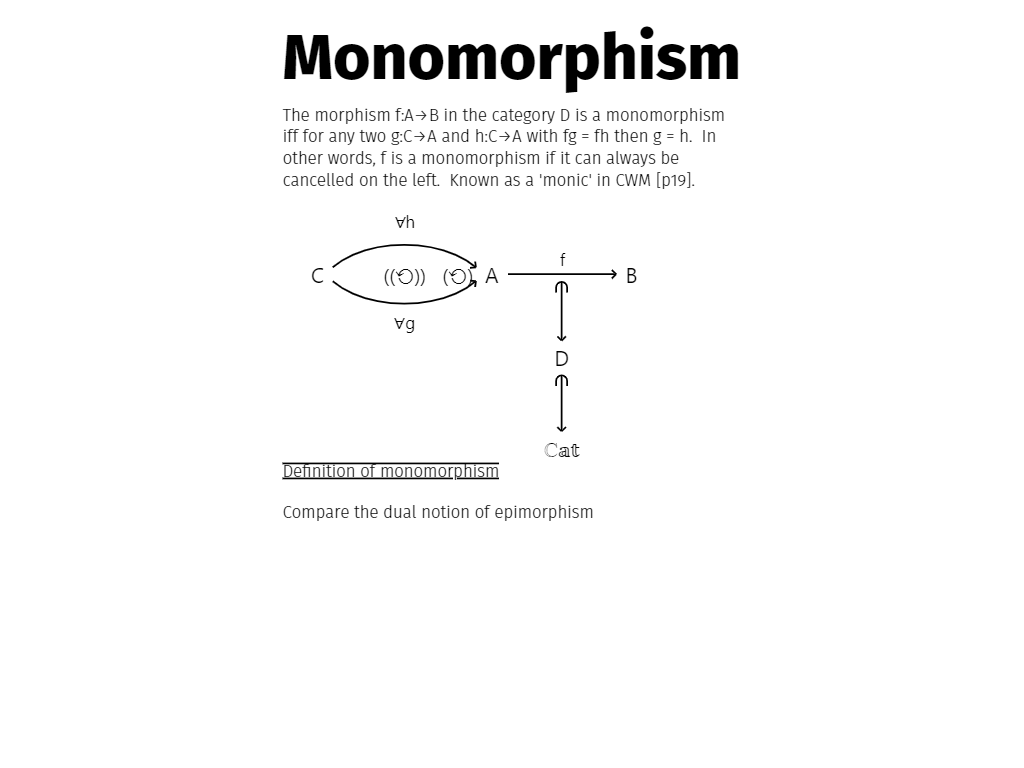 Monomorphism
The morphism f:A→B in the category D is a monomorphism
iff for any two g:C→A and h:C→A with fg = fh then g = h.  In
other words, f is a monomorphism if it can always be
cancelled on the left.  Known as a 'monic' in CWM [p19].
∀h
f
C ((↺)) (↺) A B
∀g
D
ℂ𝕒𝕥
Definition of monomorphism
Compare the dual notion of epimorphism